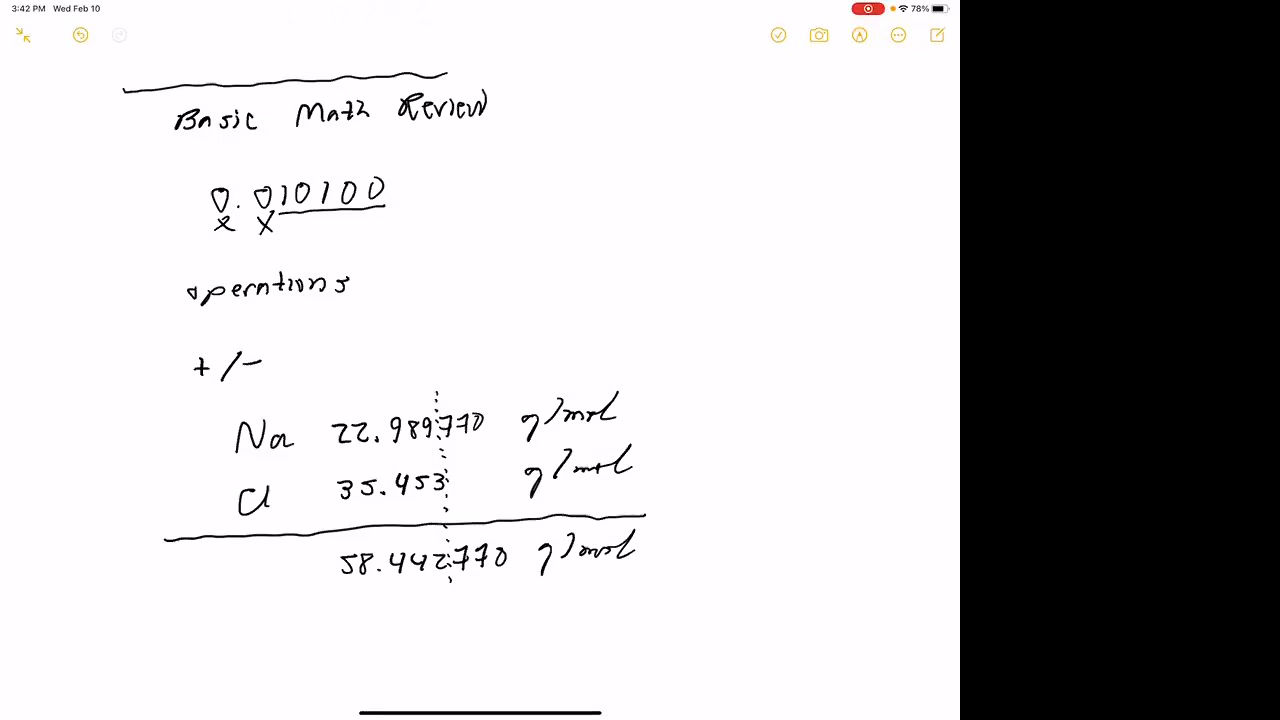 3:42 PM Wed Feb 10
78%
Basic Math Review
0.010100
x x
operations
+/-
Na 22.989770 g/mol
Cl 35.453 g/mol
58.442770 g/mol